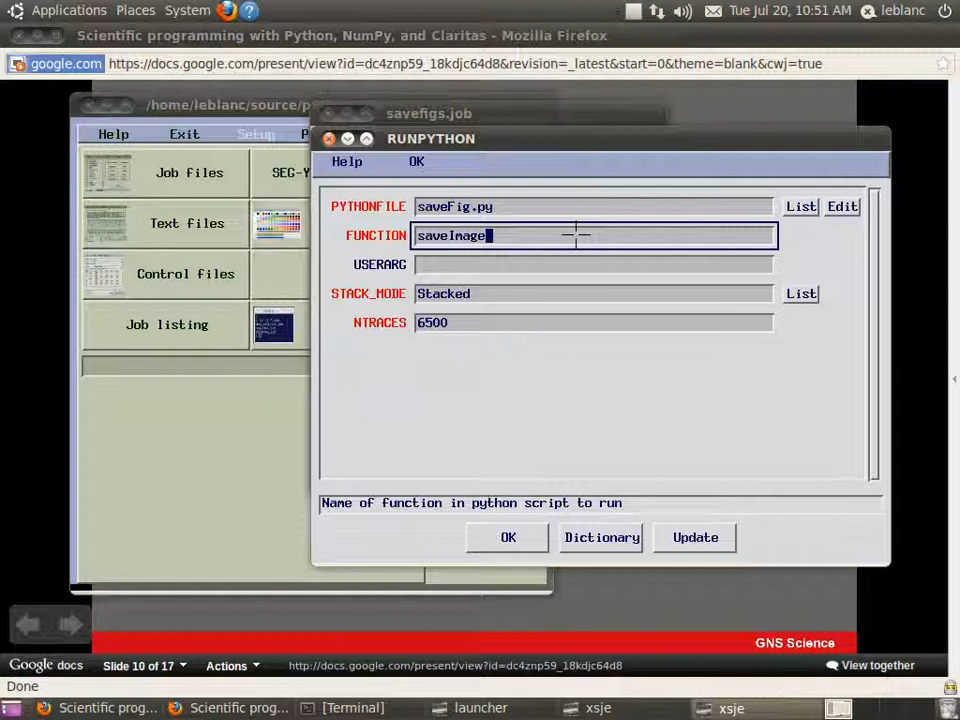 Applications Places System
Tue Jul 20, 10:51 AM leblanc
Scientific programming with Python, NumPy, and Claritas - Mozilla Firefox
google.com https://docs.google.com/present/view?id=dc4znp59_18kdjc64d8&revision=_latest&start=0&theme=blank&cwj=true
/home/leblanc/source/p
Help Exit Setup P
Job files SEG-Y
Text files
Control files
Job listing
savefigs.job
RUNPYTHON
Help OK
PYTHONFILE saveFig.py List Edit
FUNCTION saveImage
USERARG
STACK_MODE Stacked List
NTRACES 6500
Name of function in python script to run
OK Dictionary Update
GNS Science
Google docs Slide 10 of 17 Actions http://docs.google.com/present/view?id=dc4znp59_18kdjc64d8 View together
Done
Scientific prog... Scientific prog... [Terminal] launcher xsje xsje